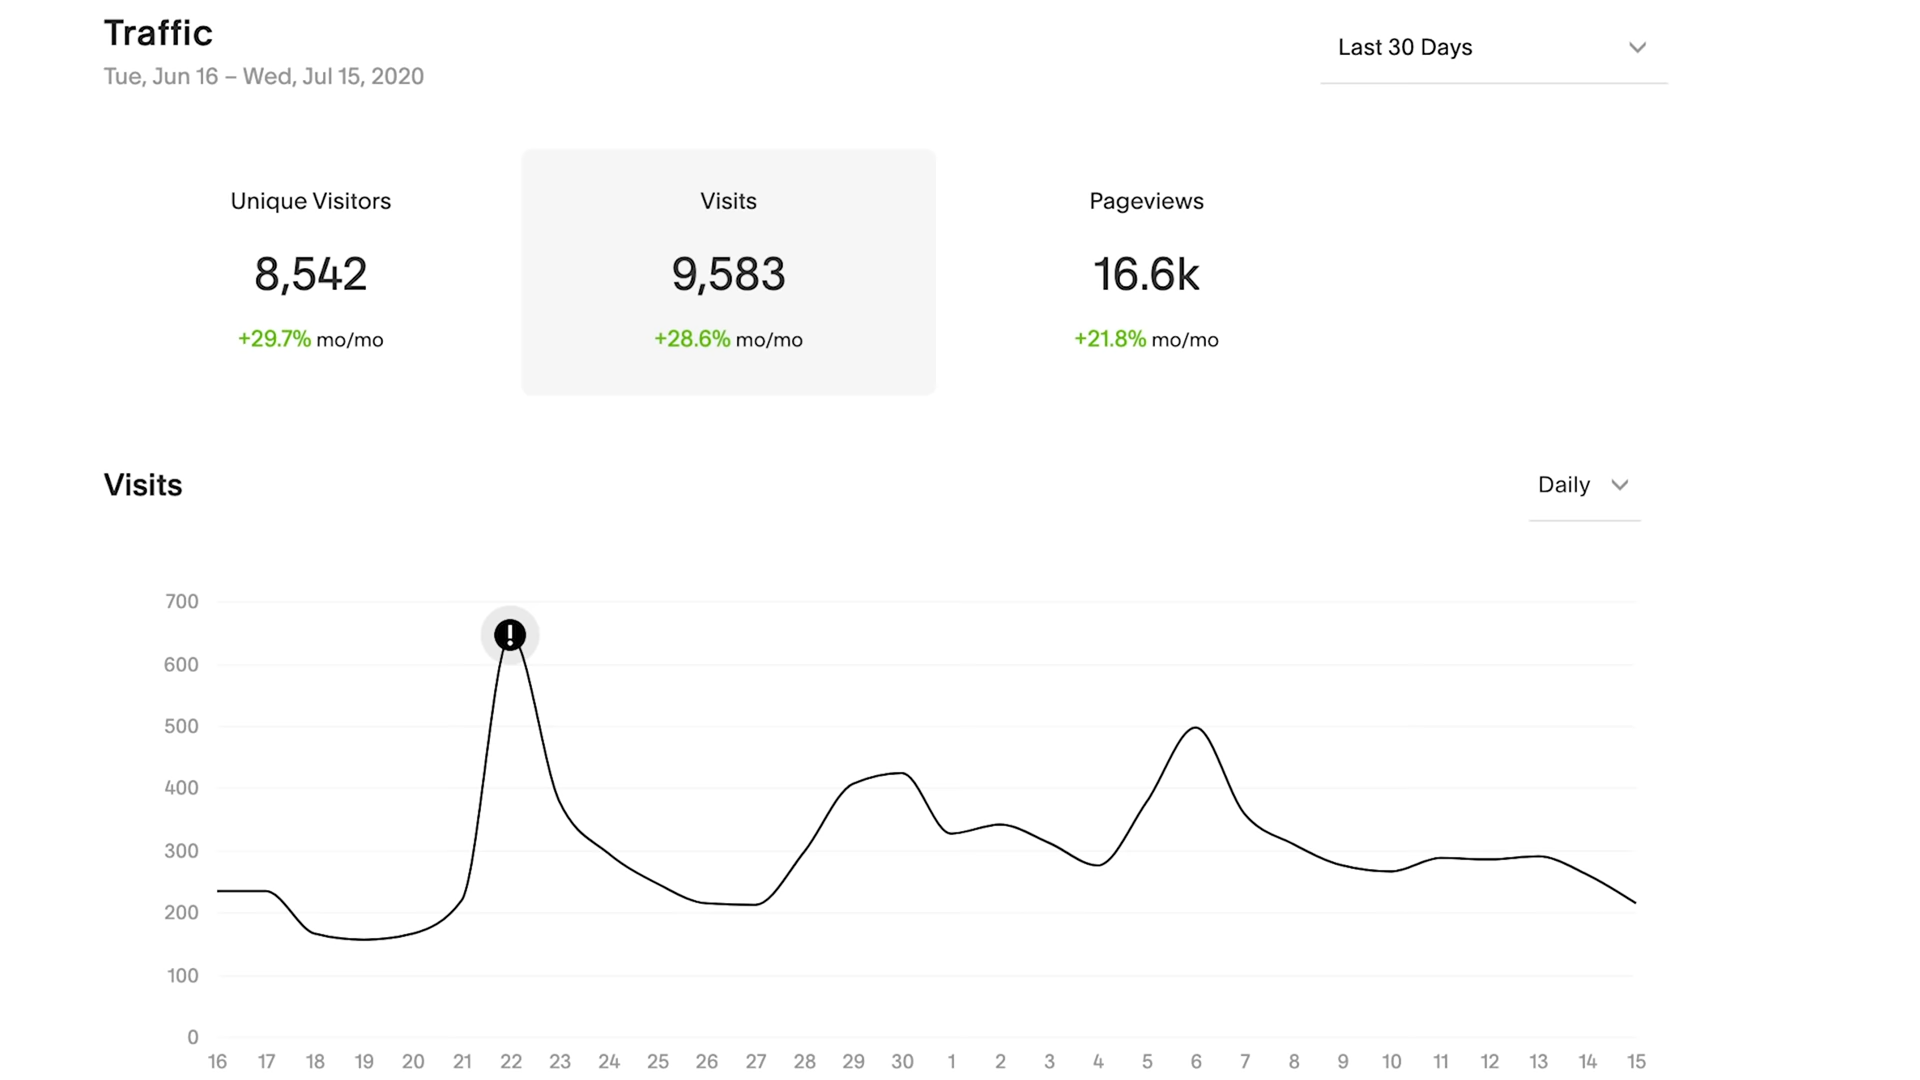 Traffic
Last 30 Days
Tue, Jun 16 – Wed, Jul 15, 2020
Unique Visitors
8,542
+29.7% mo/mo
Visits
9,583
+28.6% mo/mo
Pageviews
16.6k
+21.8% mo/mo
Visits
Daily
700
600
500
400
300
200
100
0
16 17 18 19 20 21 22 23 24 25 26 27 28 29 30 1 2 3 4 5 6 7 8 9 10 11 12 13 14 15